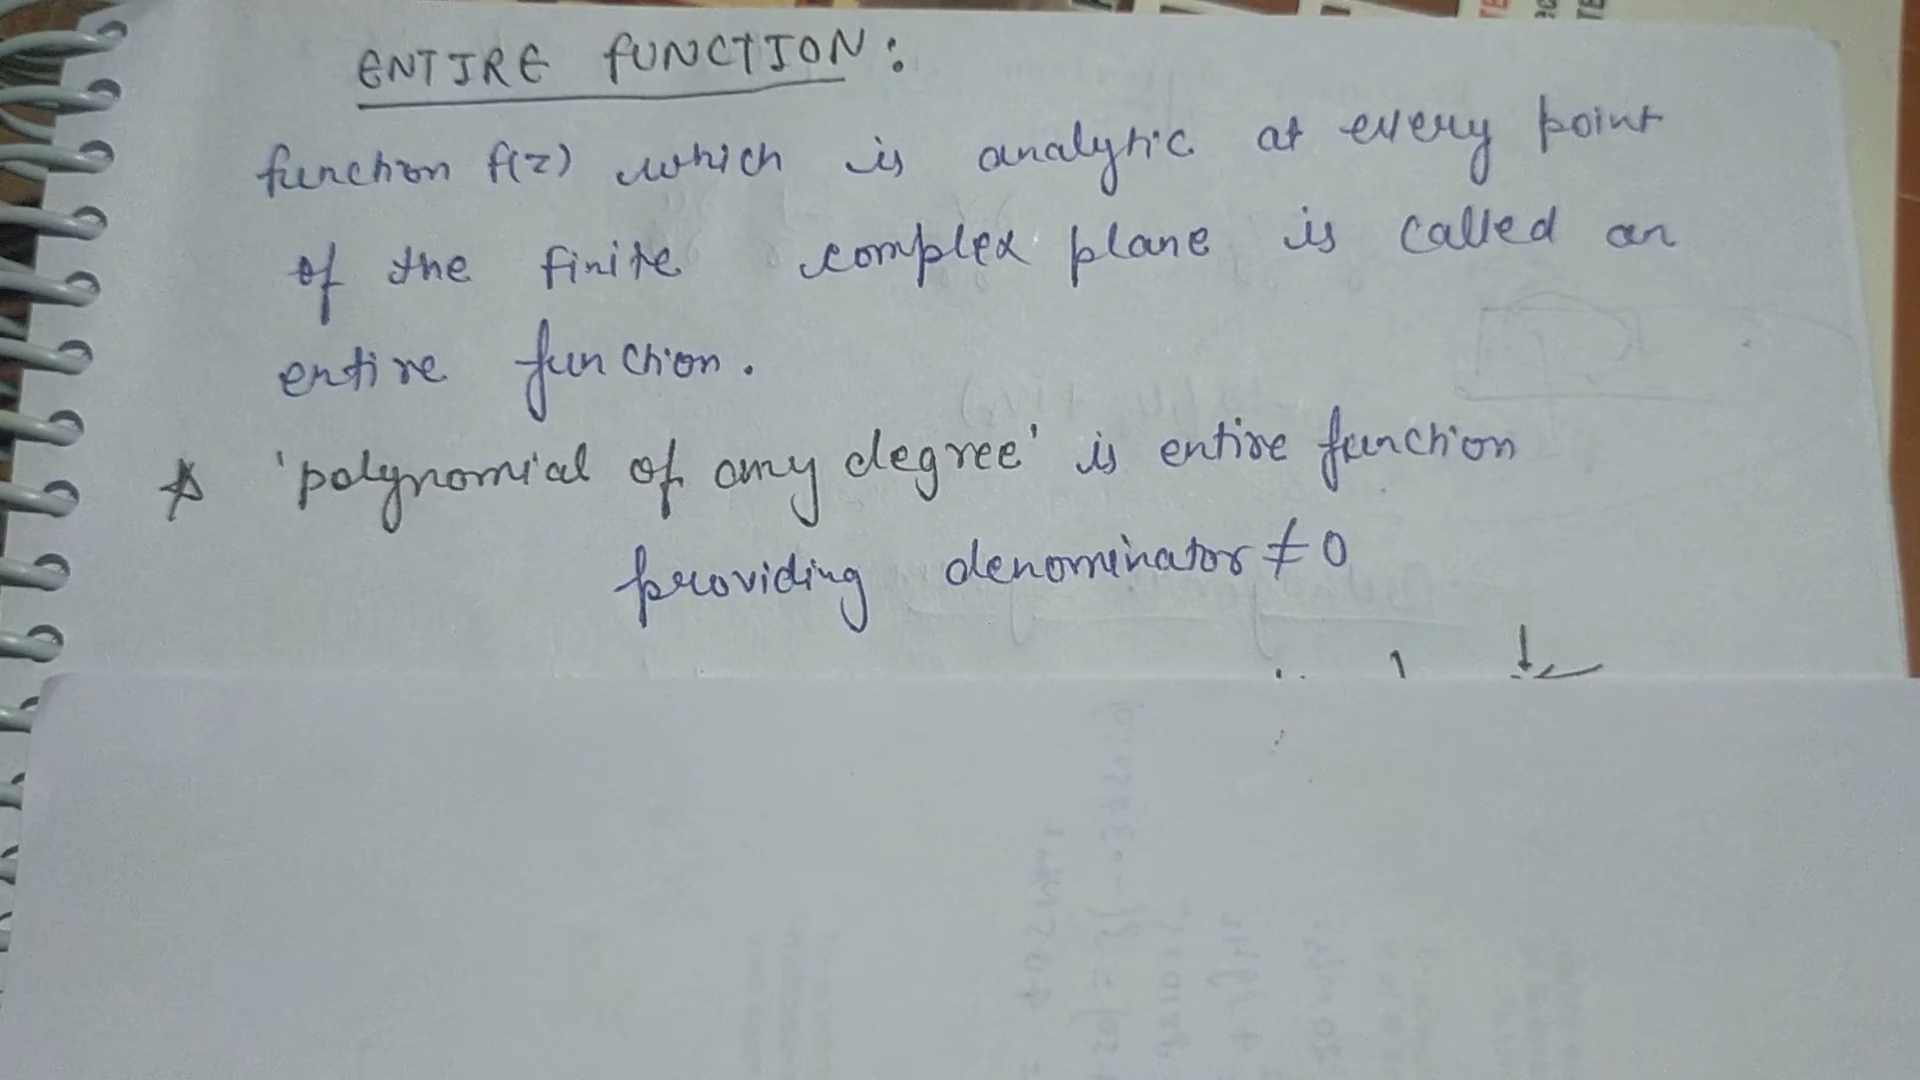 ENTIRE FUNCTION:
function f(z) which is analytic at every point
of the finite complex plane is called an
entire function.
* 'polynomial of any degree' is entire function
providing denominator ≠ 0